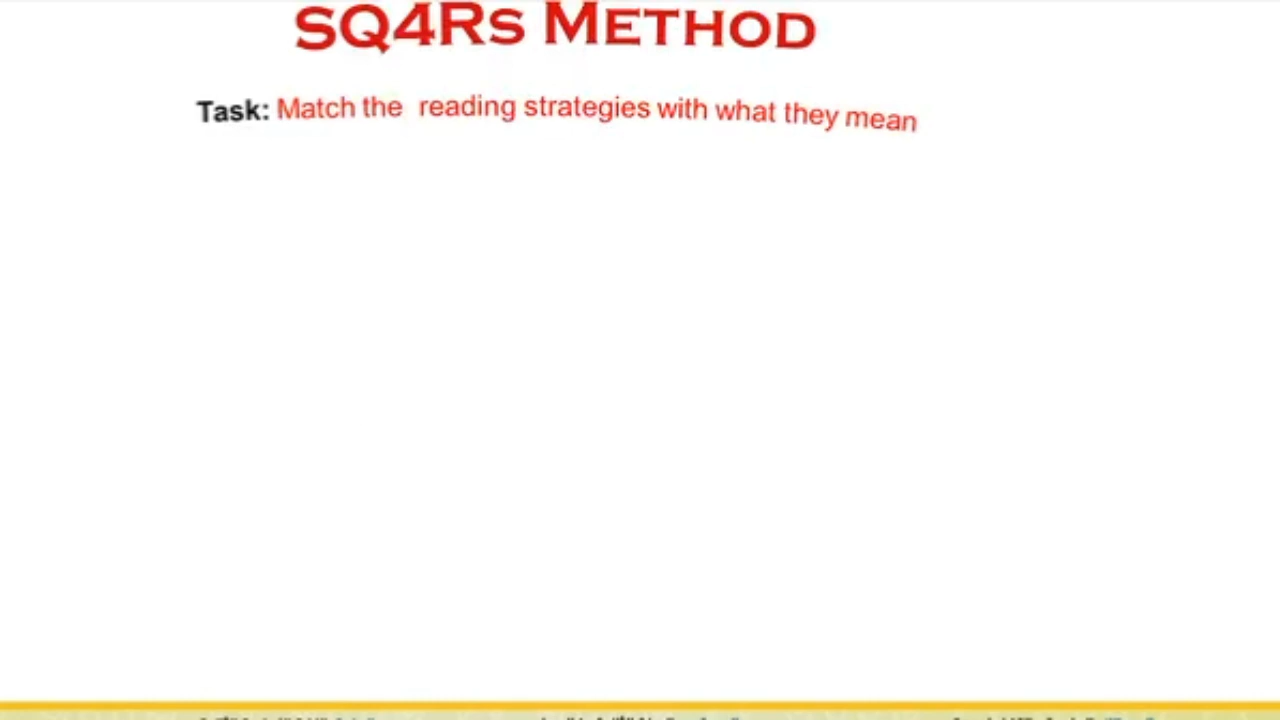 SQ4Rs Method
Task: Match the reading strategies with what they mean